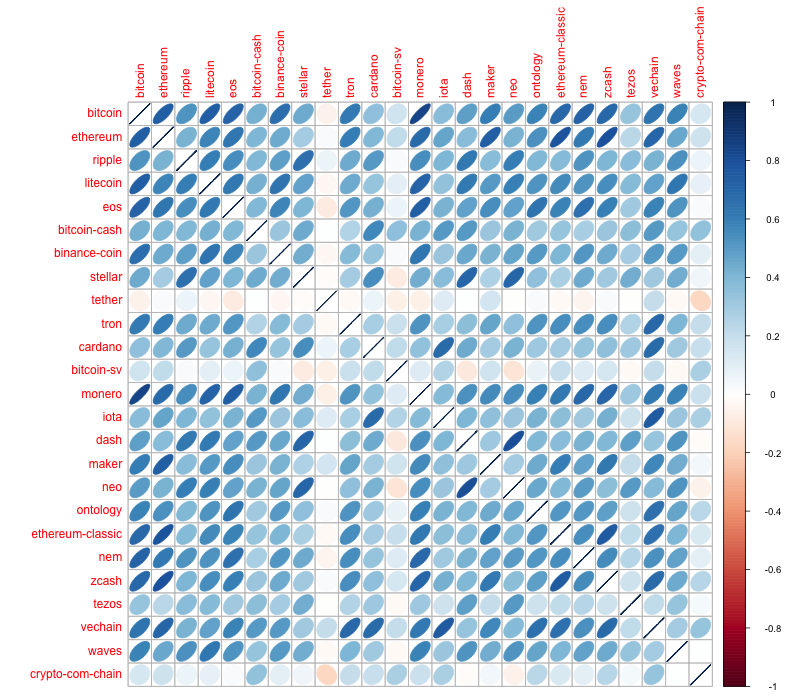 bitcoin
ethereum
ripple
litecoin
eos
bitcoin-cash
binance-coin
stellar
tether
tron
cardano
bitcoin-sv
monero
iota
dash
maker
neo
ontology
ethereum-classic
nem
zcash
tezos
vechain
waves
crypto-com-chain
bitcoin
ethereum
ripple
litecoin
eos
bitcoin-cash
binance-coin
stellar
tether
tron
cardano
bitcoin-sv
monero
iota
dash
maker
neo
ontology
ethereum-classic
nem
zcash
tezos
vechain
waves
crypto-com-chain
1
0.8
0.6
0.4
0.2
0
-0.2
-0.4
-0.6
-0.8
-1